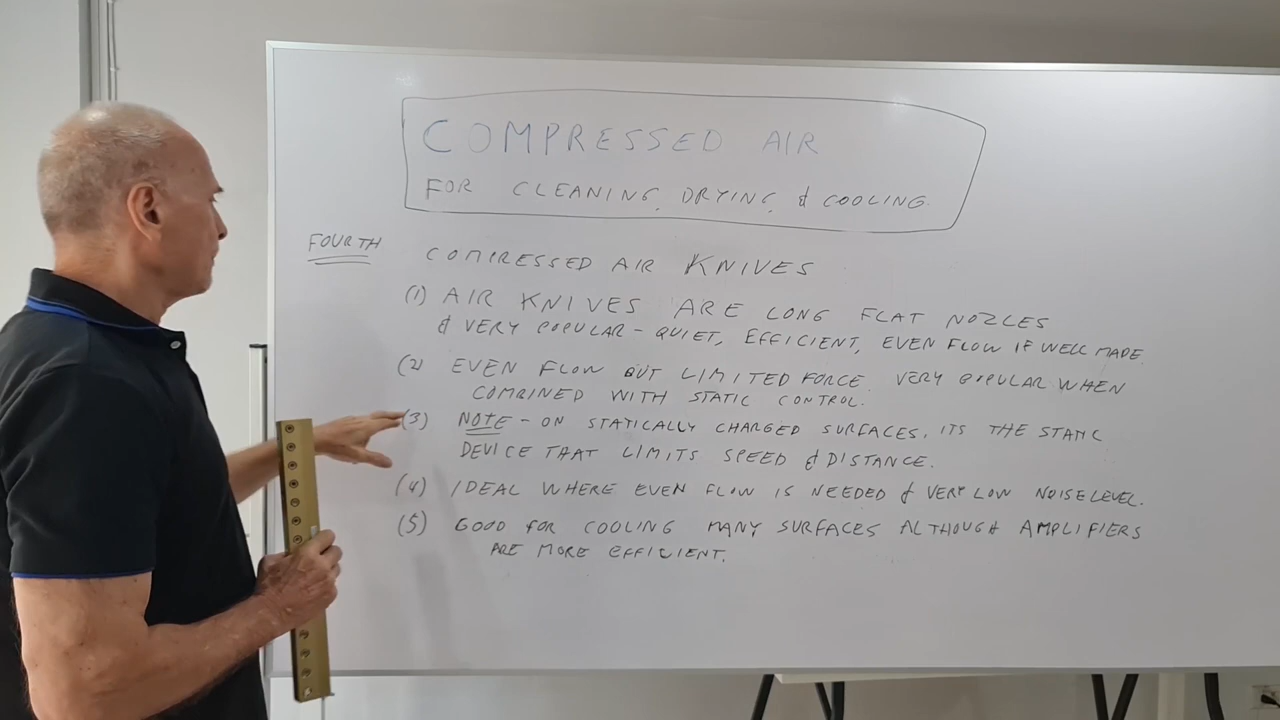 COMPRESSED AIR
FOR CLEANING, DRYING, & COOLING.
FOURTH
COMPRESSED AIR KNIVES
(1) AIR KNIVES ARE LONG FLAT NOZLES
& VERY POPULAR - QUIET, EFFICIENT, EVEN FLOW IF WELL MADE.
(2) EVEN FLOW BUT LIMITED FORCE. VERY POPULAR WHEN
COMBINED WITH STATIC CONTROL.
(3) NOTE - ON STATICALLY CHARGED SURFACES, ITS THE STATIC
DEVICE THAT LIMITS SPEED & DISTANCE.
(4) IDEAL WHERE EVEN FLOW IS NEEDED & VERY LOW NOISE LEVEL.
(5) GOOD FOR COOLING MANY SURFACES ALTHOUGH AMPLIFIERS
ARE MORE EFFICIENT.